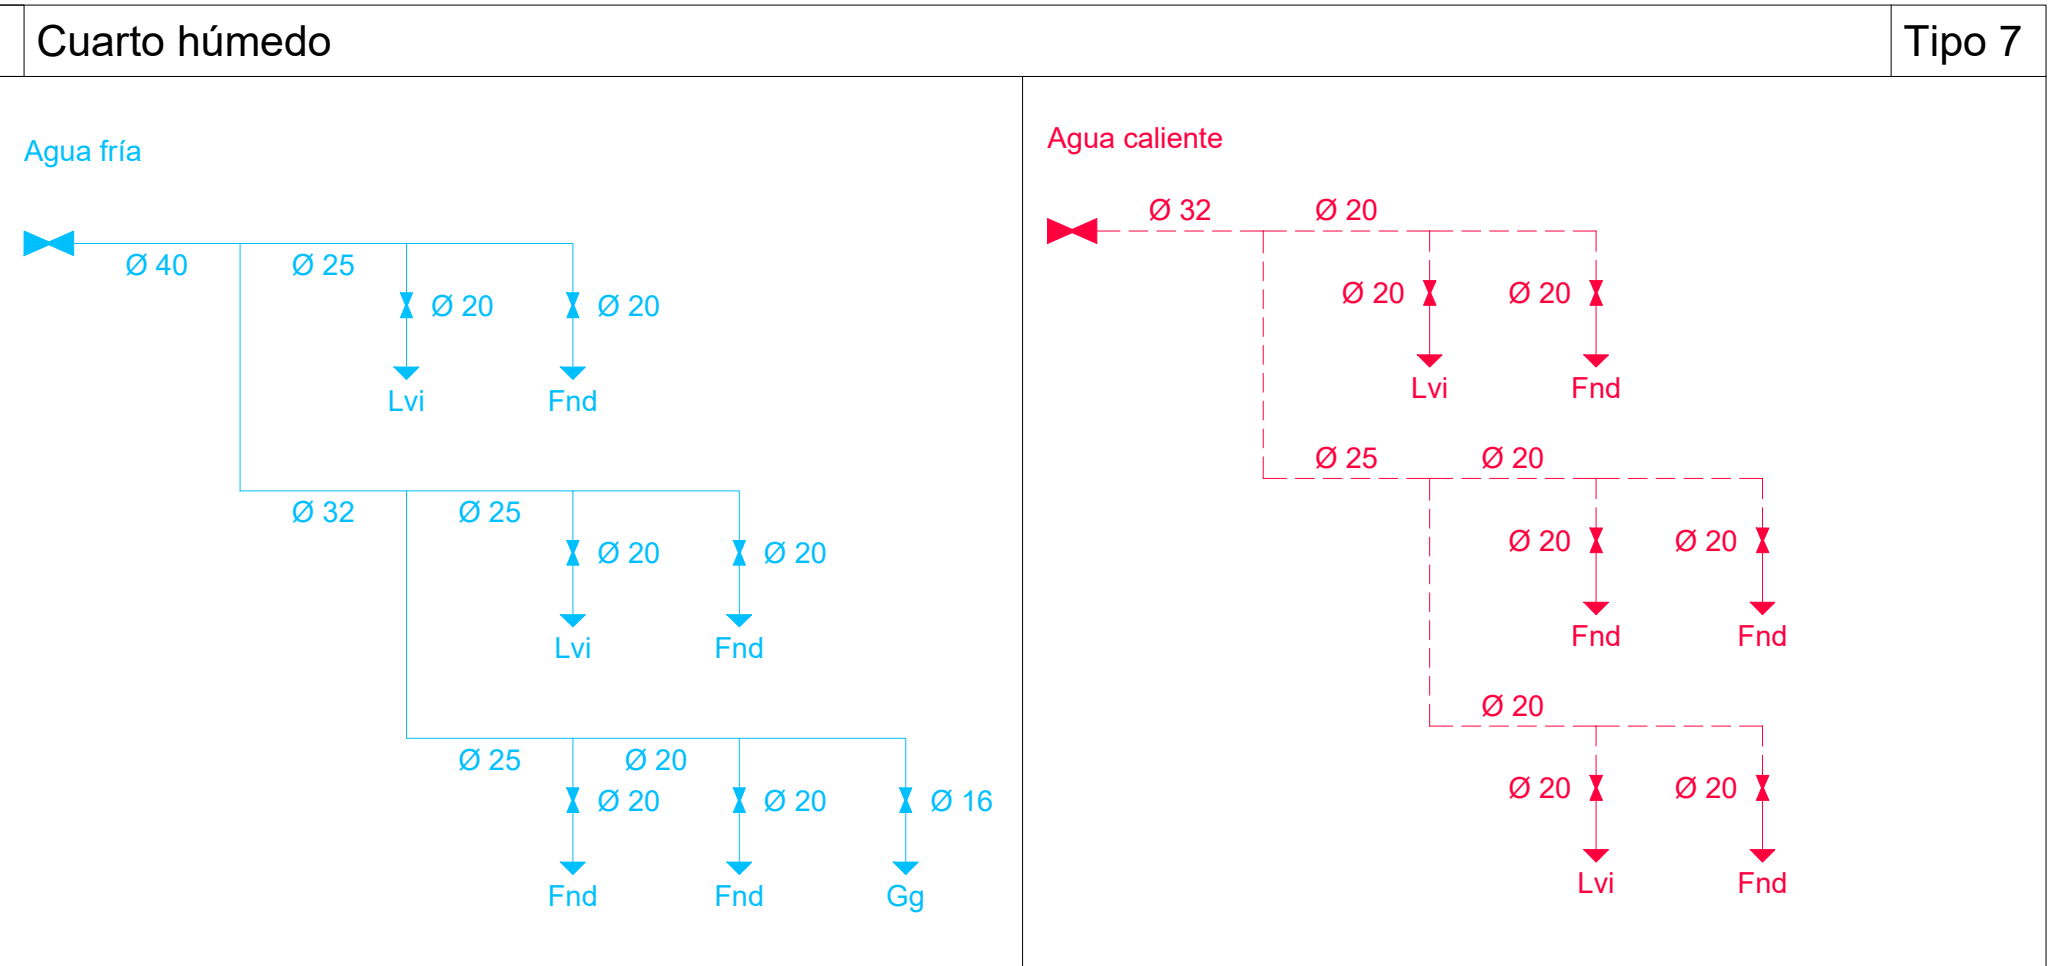 Cuarto húmedo
Tipo 7
Agua fría
Ø 40
Ø 25
Ø 20
Ø 20
Lvi
Fnd
Ø 32
Ø 25
Ø 20
Ø 20
Lvi
Fnd
Ø 25
Ø 20
Ø 20
Ø 20
Ø 16
Fnd
Fnd
Gg
Agua caliente
Ø 32
Ø 20
Ø 20
Ø 20
Lvi
Fnd
Ø 25
Ø 20
Ø 20
Ø 20
Fnd
Fnd
Ø 20
Ø 20
Ø 20
Lvi
Fnd